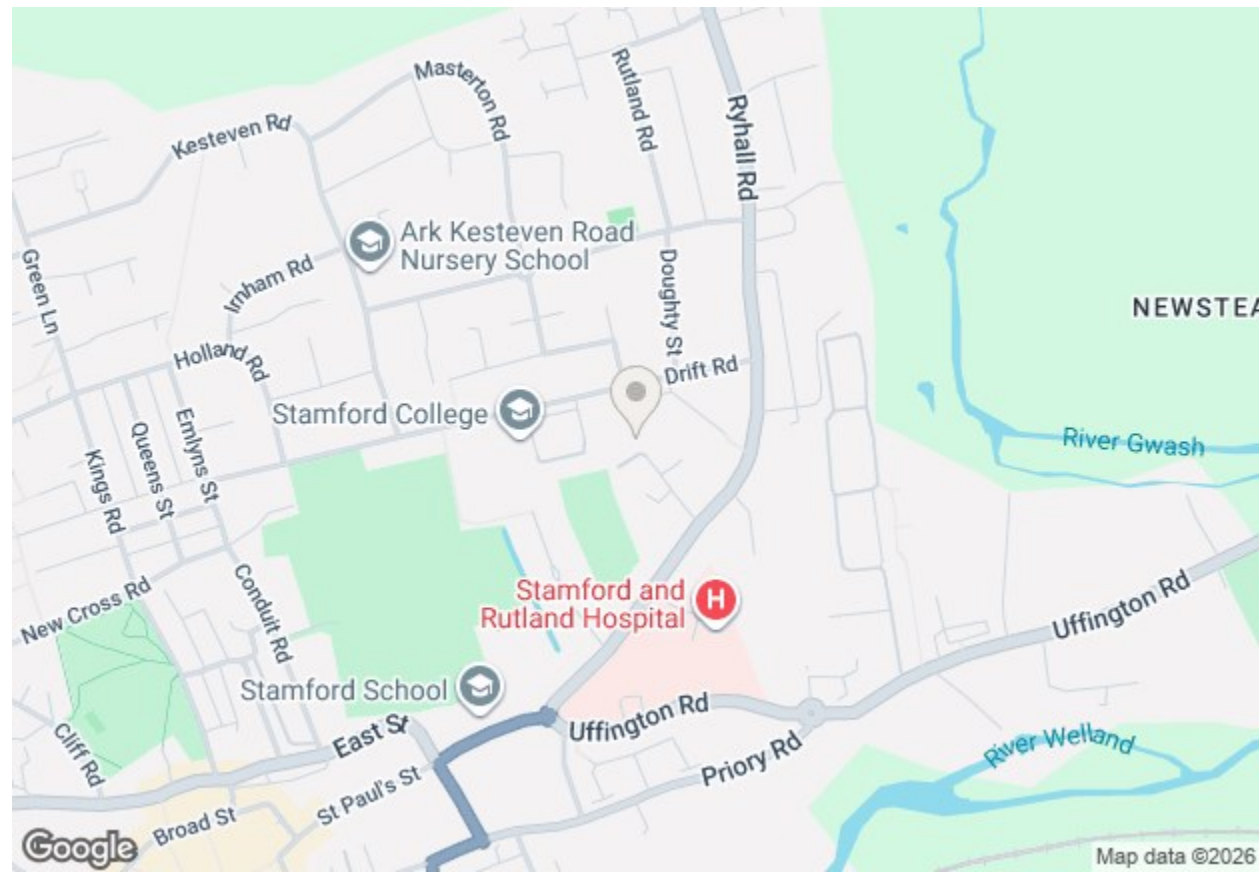 Masterton Rd
Rutland Rd
Kesteven Rd
Ryhall Rd
Ark Kesteven Road
Nursery School
Green Ln
Irnham Rd
Doughty St
NEWSTEA
Holland Rd
Drift Rd
Stamford College
Emlyns St
Queens St
Kings Rd
River Gwash
Conduit Rd
New Cross Rd
Stamford and
Rutland Hospital
H
Uffington Rd
Stamford School
East St
Uffington Rd
Cliff Rd
River Welland
Priory Rd
St Paul's St
Broad St
Google
Map data ©2026